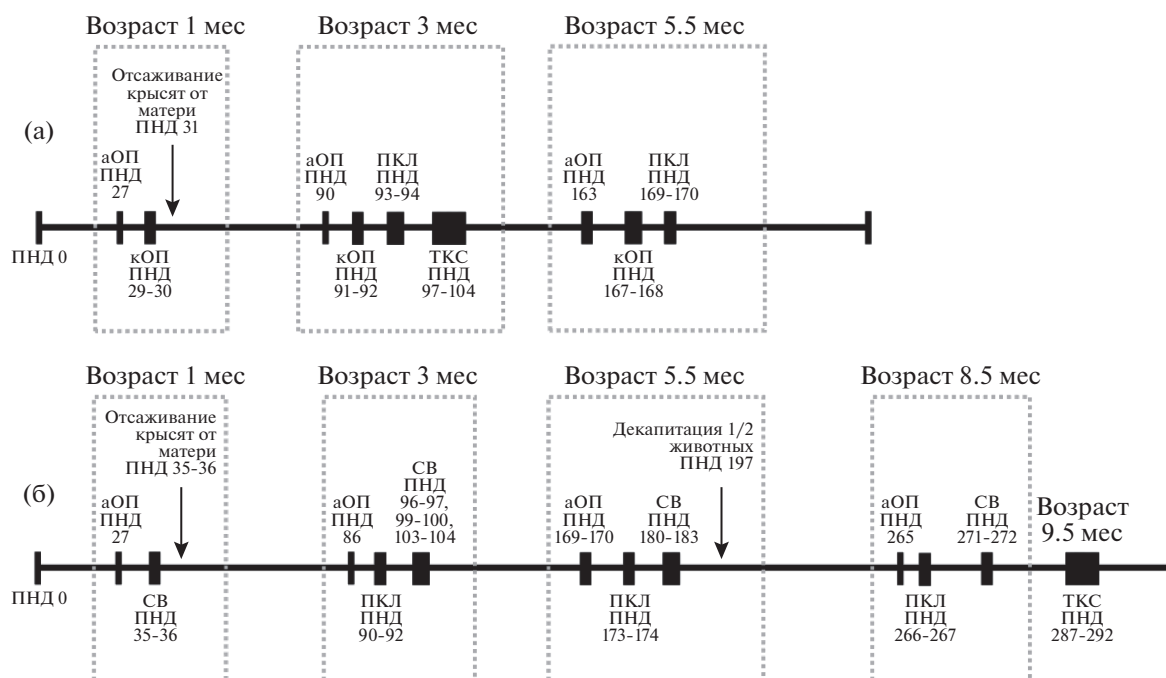 Возраст 1 мес
Возраст 3 мес
Возраст 5.5 мес
(а)
Отсаживание
крысят от
матери
ПНД 31
аОП
ПНД
27
аОП
ПНД
90
ПКЛ
ПНД
93-94
аОП
ПНД
163
ПКЛ
ПНД
169-170
ПНД 0
кОП
ПНД
29-30
кОП
ПНД
91-92
ТКС
ПНД
97-104
кОП
ПНД
167-168
Возраст 1 мес
Возраст 3 мес
Возраст 5.5 мес
Возраст 8.5 мес
(б)
Отсаживание
крысят от
матери
ПНД 35-36
аОП
ПНД
27
аОП
ПНД
86
СВ
ПНД
96-97,
99-100,
103-104
аОП
ПНД
169-170
СВ
ПНД
180-183
Декапитация 1/2
животных
ПНД 197
аОП
ПНД
265
СВ
ПНД
271-272
Возраст
9.5 мес
ПНД 0
СВ
ПНД
35-36
ПКЛ
ПНД
90-92
ПКЛ
ПНД
173-174
ПКЛ
ПНД
266-267
ТКС
ПНД
287-292